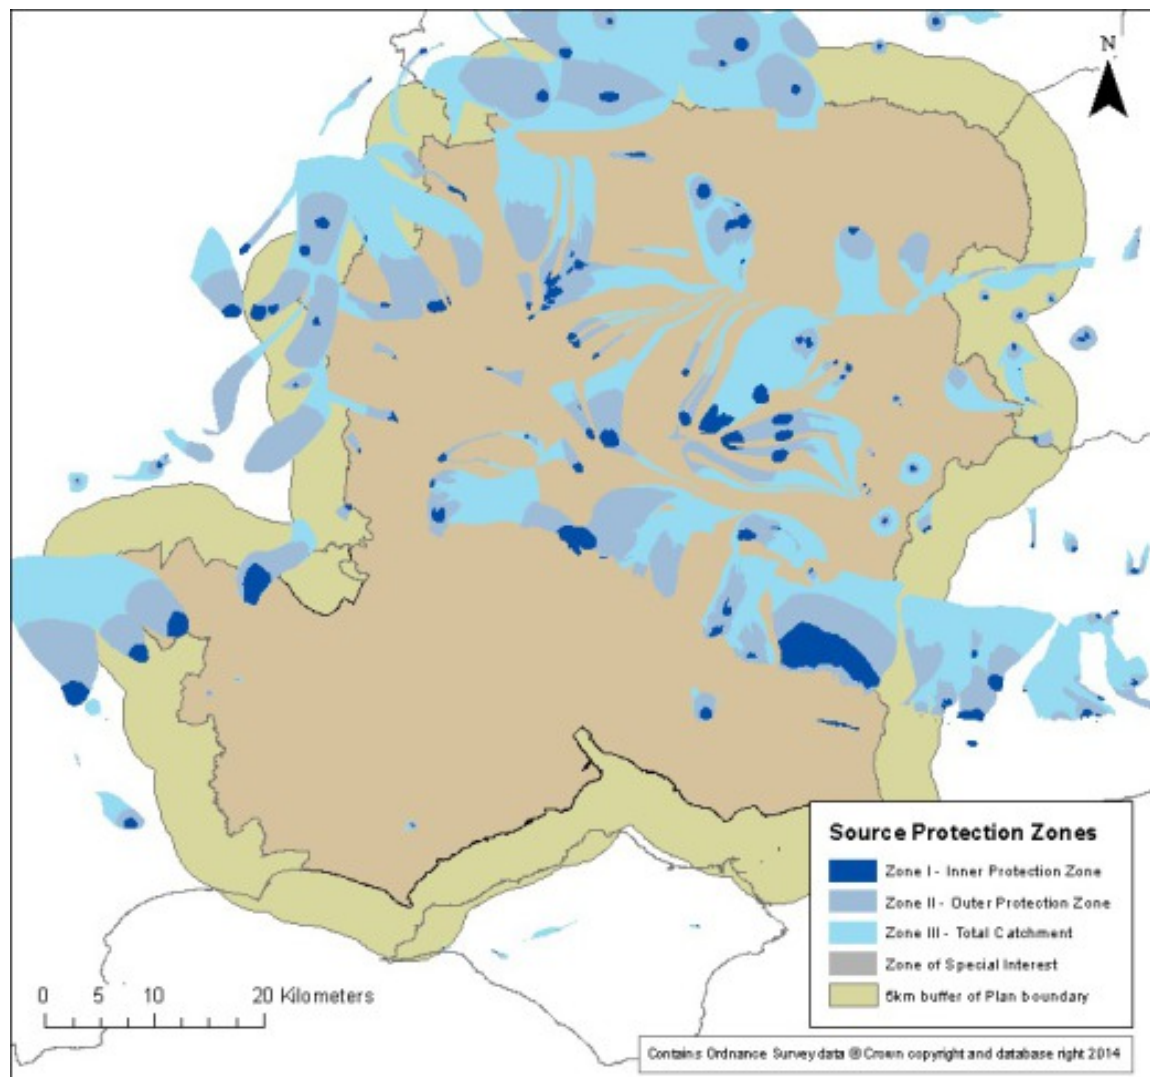 N
Source Protection Zones
Zone I - Inner Protection Zone
Zone II - Outer Protection Zone
Zone III - Total Catchment
Zone of Special Interest
5km buffer of Plan boundary
0 5 10 20 Kilometers
Contains Ordnance Survey data © Crown copyright and database right 2014